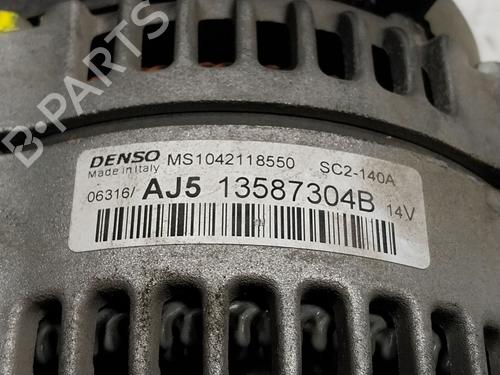 B-PARTS
DENSO MS1042118550 SC2-140A
Made in Italy
06316/ AJ5 13587304B 14V